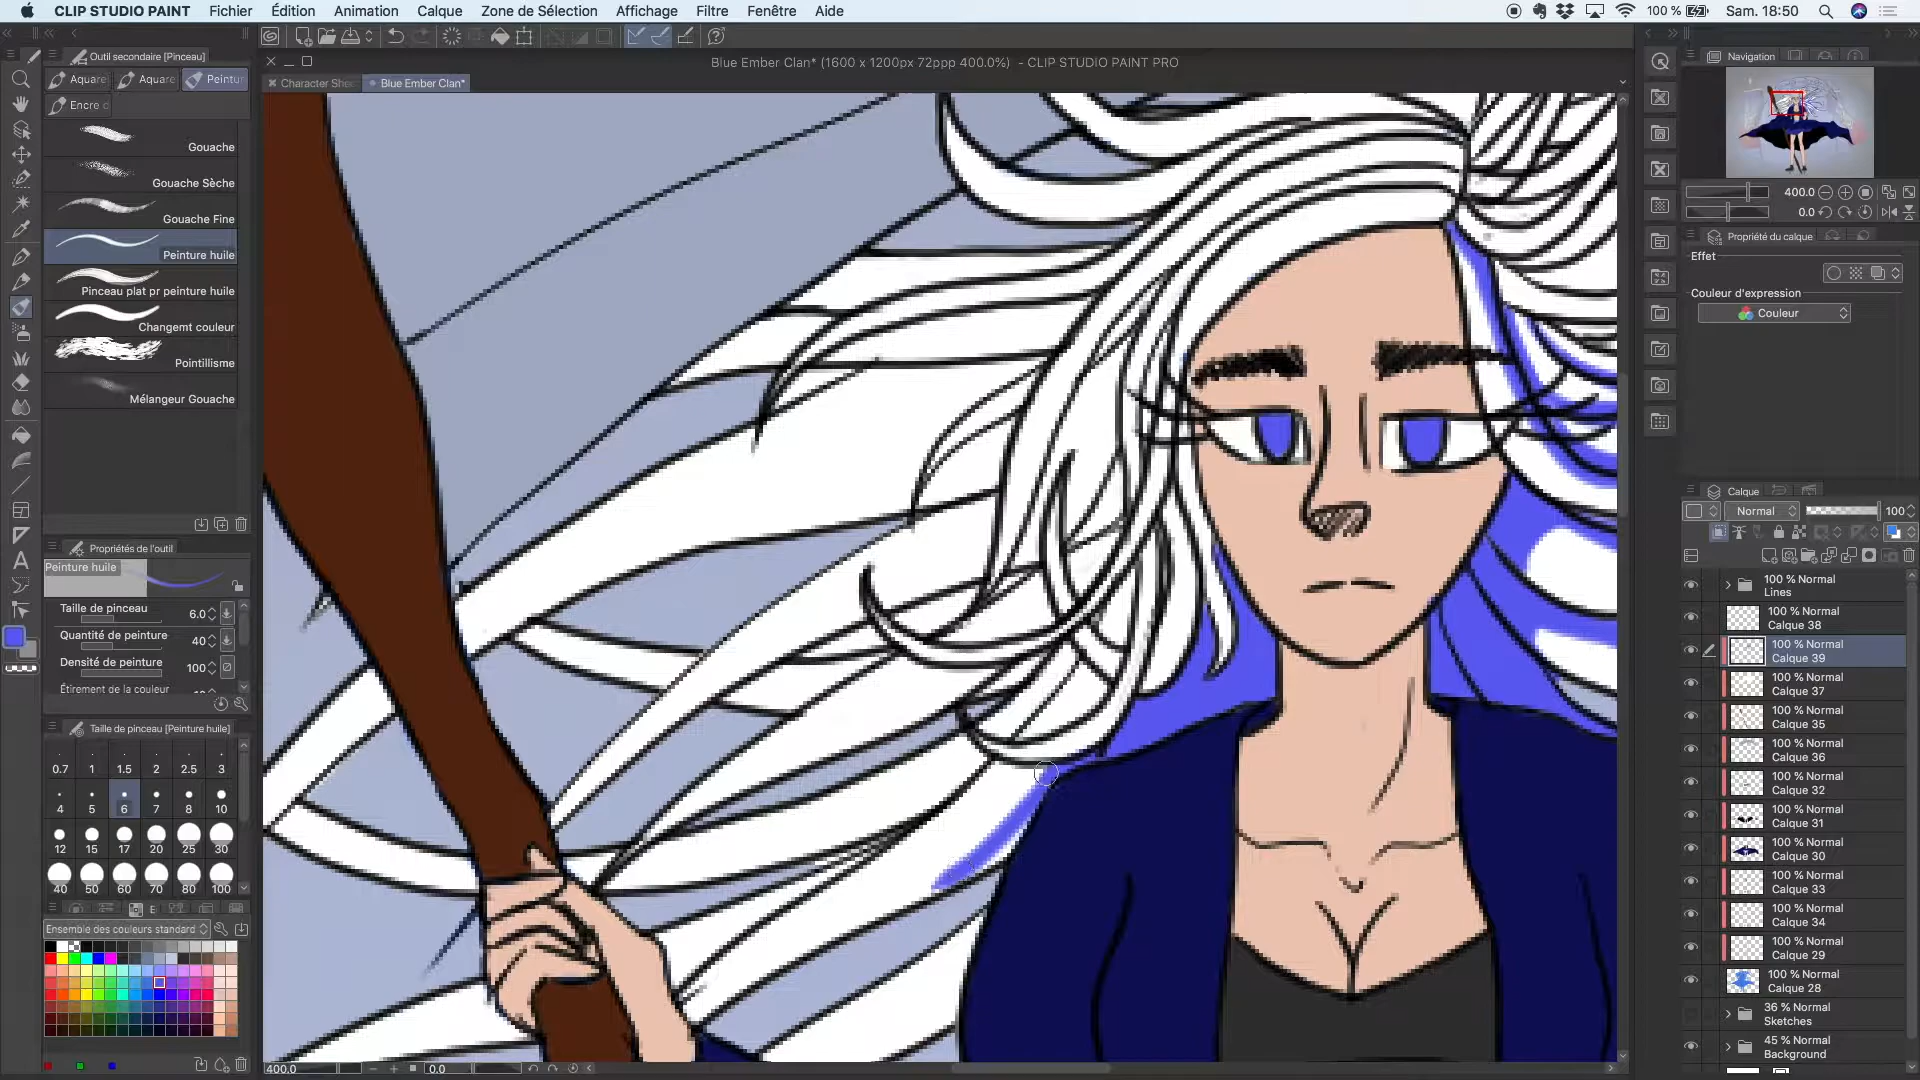 CLIP STUDIO PAINT Fichier Édition Animation Calque Zone de Sélection Affichage Filtre Fenêtre Aide 100 % Sam. 18:50
Outil secondaire [Pinceau]
Aquare Aquare Peintur
Encre d
Gouache
Gouache Sèche
Gouache Fine
Peinture huile
Pinceau plat pr peinture huile
Changemt couleur
Pointillisme
Mélangeur Gouache
Propriétés de l'outil
Peinture huile
Taille de pinceau 6.0
Quantité de peinture 40
Densité de peinture 100
Étirement de la couleur
Taille de pinceau [Peinture huile]
0.7 1 1.5 2 2.5 3
4 5 6 7 8 10
12 15 17 20 25 30
40 50 60 70 80 100
E
Ensemble des couleurs standard
Blue Ember Clan* (1600 x 1200px 72ppp 400.0%) - CLIP STUDIO PAINT PRO
Character She
Blue Ember Clan*
400.0 0.0
Navigation
400.0
0.0
Propriété du calque
Effet
Couleur d'expression
Couleur
Calque
Normal 100
100 % Normal
Lines
100 % Normal
Calque 38
100 % Normal
Calque 39
100 % Normal
Calque 37
100 % Normal
Calque 35
100 % Normal
Calque 36
100 % Normal
Calque 32
100 % Normal
Calque 31
100 % Normal
Calque 30
100 % Normal
Calque 33
100 % Normal
Calque 34
100 % Normal
Calque 29
100 % Normal
Calque 28
36 % Normal
Sketches
45 % Normal
Background